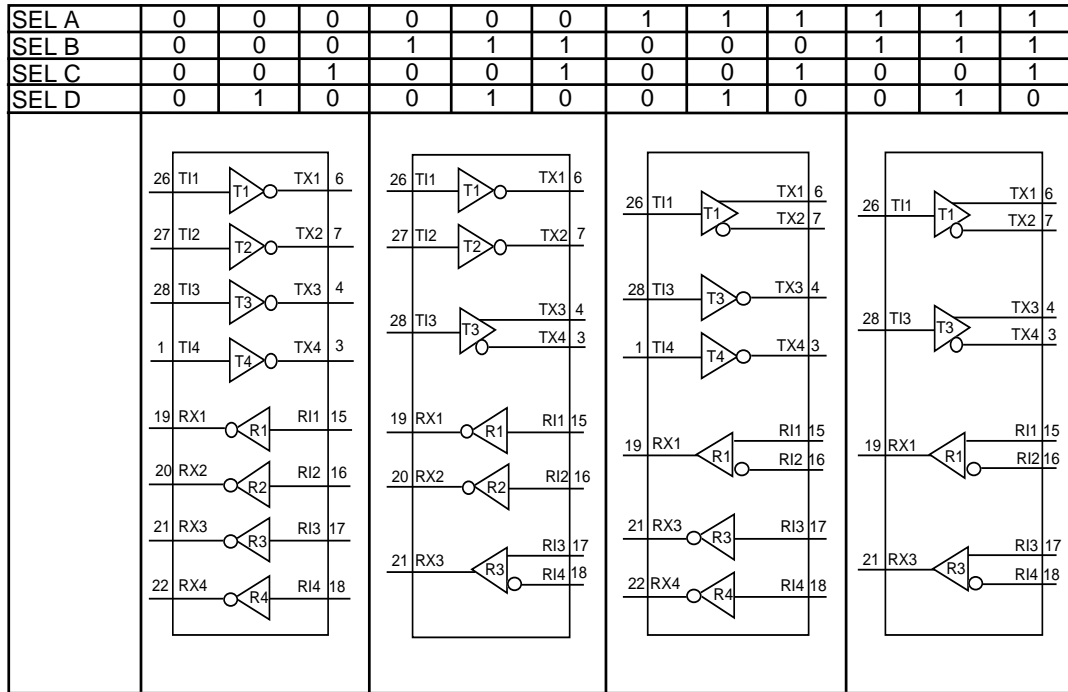 SEL A 0 0 0 0 0 0 1 1 1 1 1 1
SEL B 0 0 0 1 1 1 0 0 0 1 1 1
SEL C 0 0 1 0 0 1 0 0 1 0 0 1
SEL D 0 1 0 0 1 0 0 1 0 0 1 0
26 TI1 T1 TX1 6
27 TI2 T2 TX2 7
28 TI3 T3 TX3 4
1 TI4 T4 TX4 3
19 RX1 R1 RI1 15
20 RX2 R2 RI2 16
21 RX3 R3 RI3 17
22 RX4 R4 RI4 18
26 TI1 T1 TX1 6
27 TI2 T2 TX2 7
28 TI3 T3 TX3 4
TX4 3
19 RX1 R1 RI1 15
20 RX2 R2 RI2 16
21 RX3 R3 RI3 17
RI4 18
26 TI1 T1 TX1 6
TX2 7
28 TI3 T3 TX3 4
1 TI4 T4 TX4 3
19 RX1 R1 RI1 15
RI2 16
21 RX3 R3 RI3 17
22 RX4 R4 RI4 18
26 TI1 T1 TX1 6
TX2 7
28 TI3 T3 TX3 4
TX4 3
19 RX1 R1 RI1 15
RI2 16
21 RX3 R3 RI3 17
RI4 18